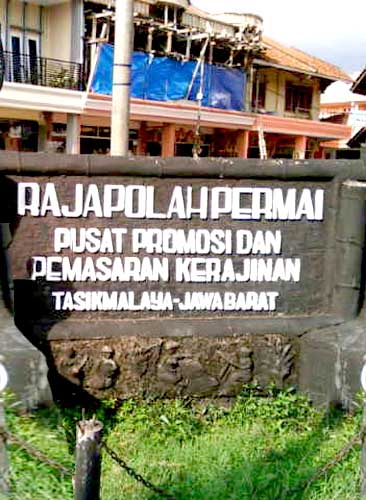 RAJAPOLAH PERMAI
PUSAT PROMOSI DAN
PEMASARAN KERAJINAN
TASIKMALAYA-JAWA BARAT